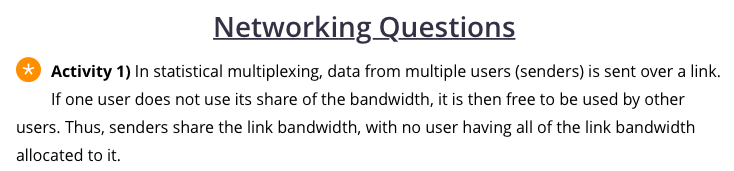 Networking Questions
* Activity 1) In statistical multiplexing, data from multiple users (senders) is sent over a link.
If one user does not use its share of the bandwidth, it is then free to be used by other
users. Thus, senders share the link bandwidth, with no user having all of the link bandwidth
allocated to it.